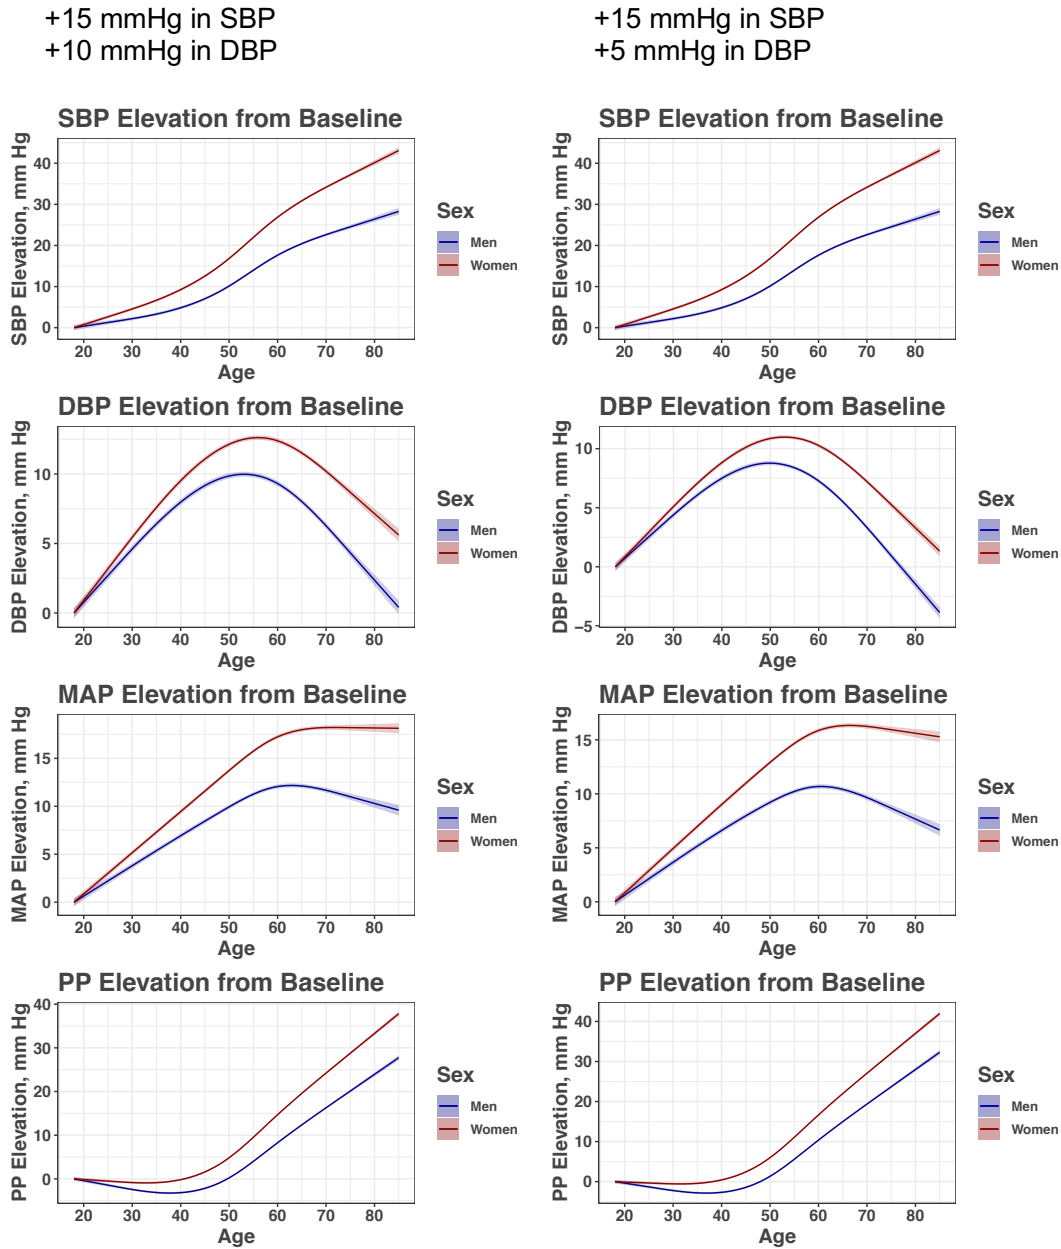 +15 mmHg in SBP
+10 mmHg in DBP
+15 mmHg in SBP
+5 mmHg in DBP
SBP Elevation from Baseline
SBP Elevation, mm Hg
40
30
20
10
0
20 30 40 50 60 70 80
Age
Sex
Men
Women
SBP Elevation from Baseline
SBP Elevation, mm Hg
40
30
20
10
0
20 30 40 50 60 70 80
Age
Sex
Men
Women
DBP Elevation from Baseline
DBP Elevation, mm Hg
10
5
0
20 30 40 50 60 70 80
Age
Sex
Men
Women
DBP Elevation from Baseline
DBP Elevation, mm Hg
10
5
0
−5
20 30 40 50 60 70 80
Age
Sex
Men
Women
MAP Elevation from Baseline
MAP Elevation, mm Hg
15
10
5
0
20 30 40 50 60 70 80
Age
Sex
Men
Women
MAP Elevation from Baseline
MAP Elevation, mm Hg
15
10
5
0
20 30 40 50 60 70 80
Age
Sex
Men
Women
PP Elevation from Baseline
PP Elevation, mm Hg
40
30
20
10
0
20 30 40 50 60 70 80
Age
Sex
Men
Women
PP Elevation from Baseline
PP Elevation, mm Hg
40
30
20
10
0
20 30 40 50 60 70 80
Age
Sex
Men
Women